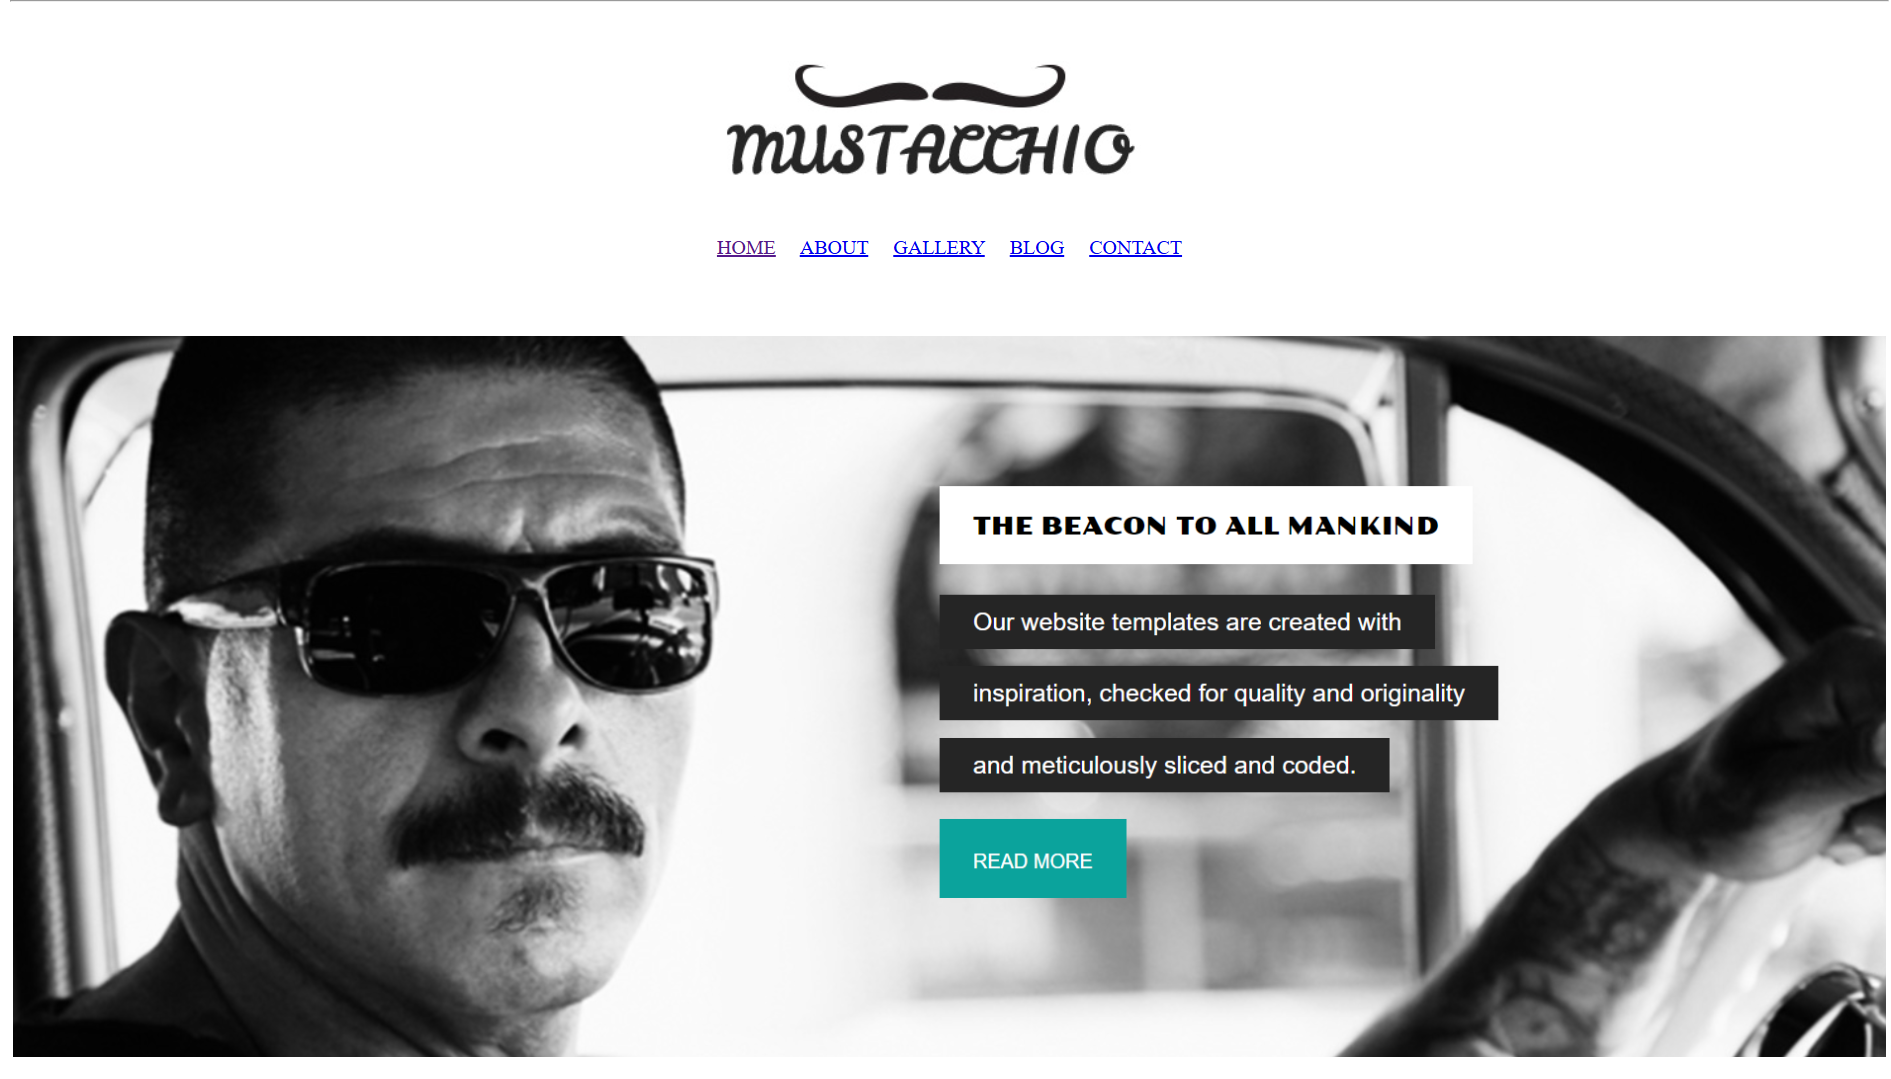 MUSTACCHIO
HOME ABOUT GALLERY BLOG CONTACT
THE BEACON TO ALL MANKIND
Our website templates are created with
inspiration, checked for quality and originality
and meticulously sliced and coded.
READ MORE